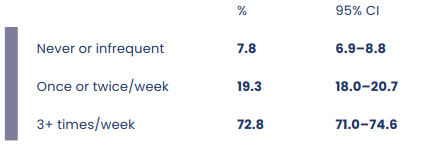 % 95% CI
Never or infrequent 7.8 6.9–8.8
Once or twice/week 19.3 18.0–20.7
3+ times/week 72.8 71.0–74.6